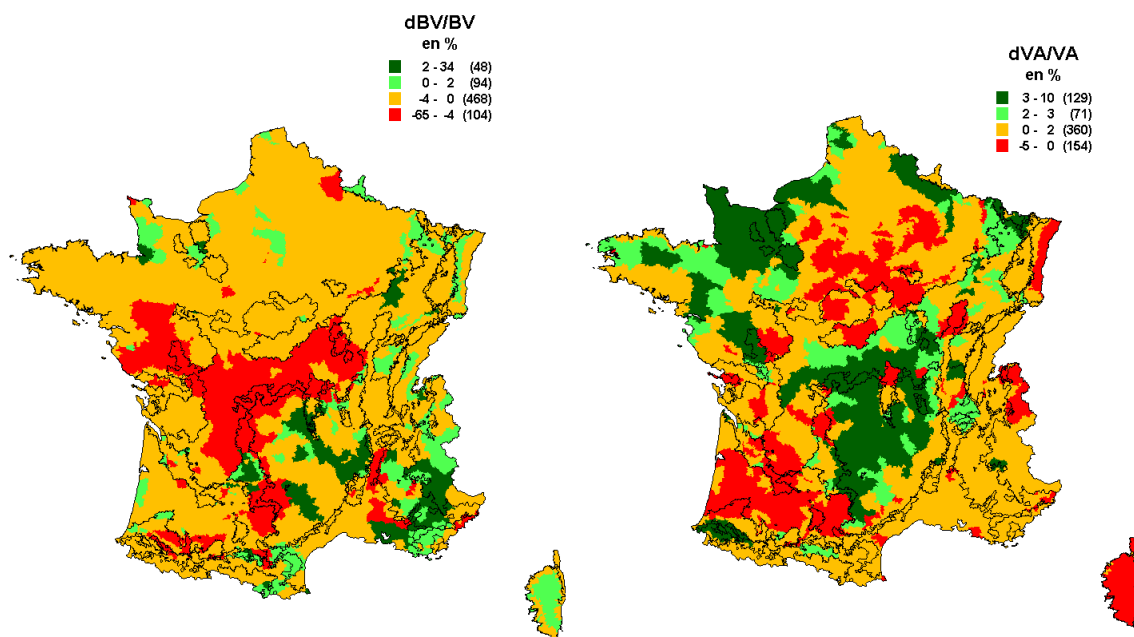 dBV/BV
en %
2 - 34 (48)
0 - 2 (94)
-4 - 0 (468)
-65 - -4 (104)
dVA/VA
en %
3 - 10 (129)
2 - 3 (71)
0 - 2 (360)
-5 - 0 (154)